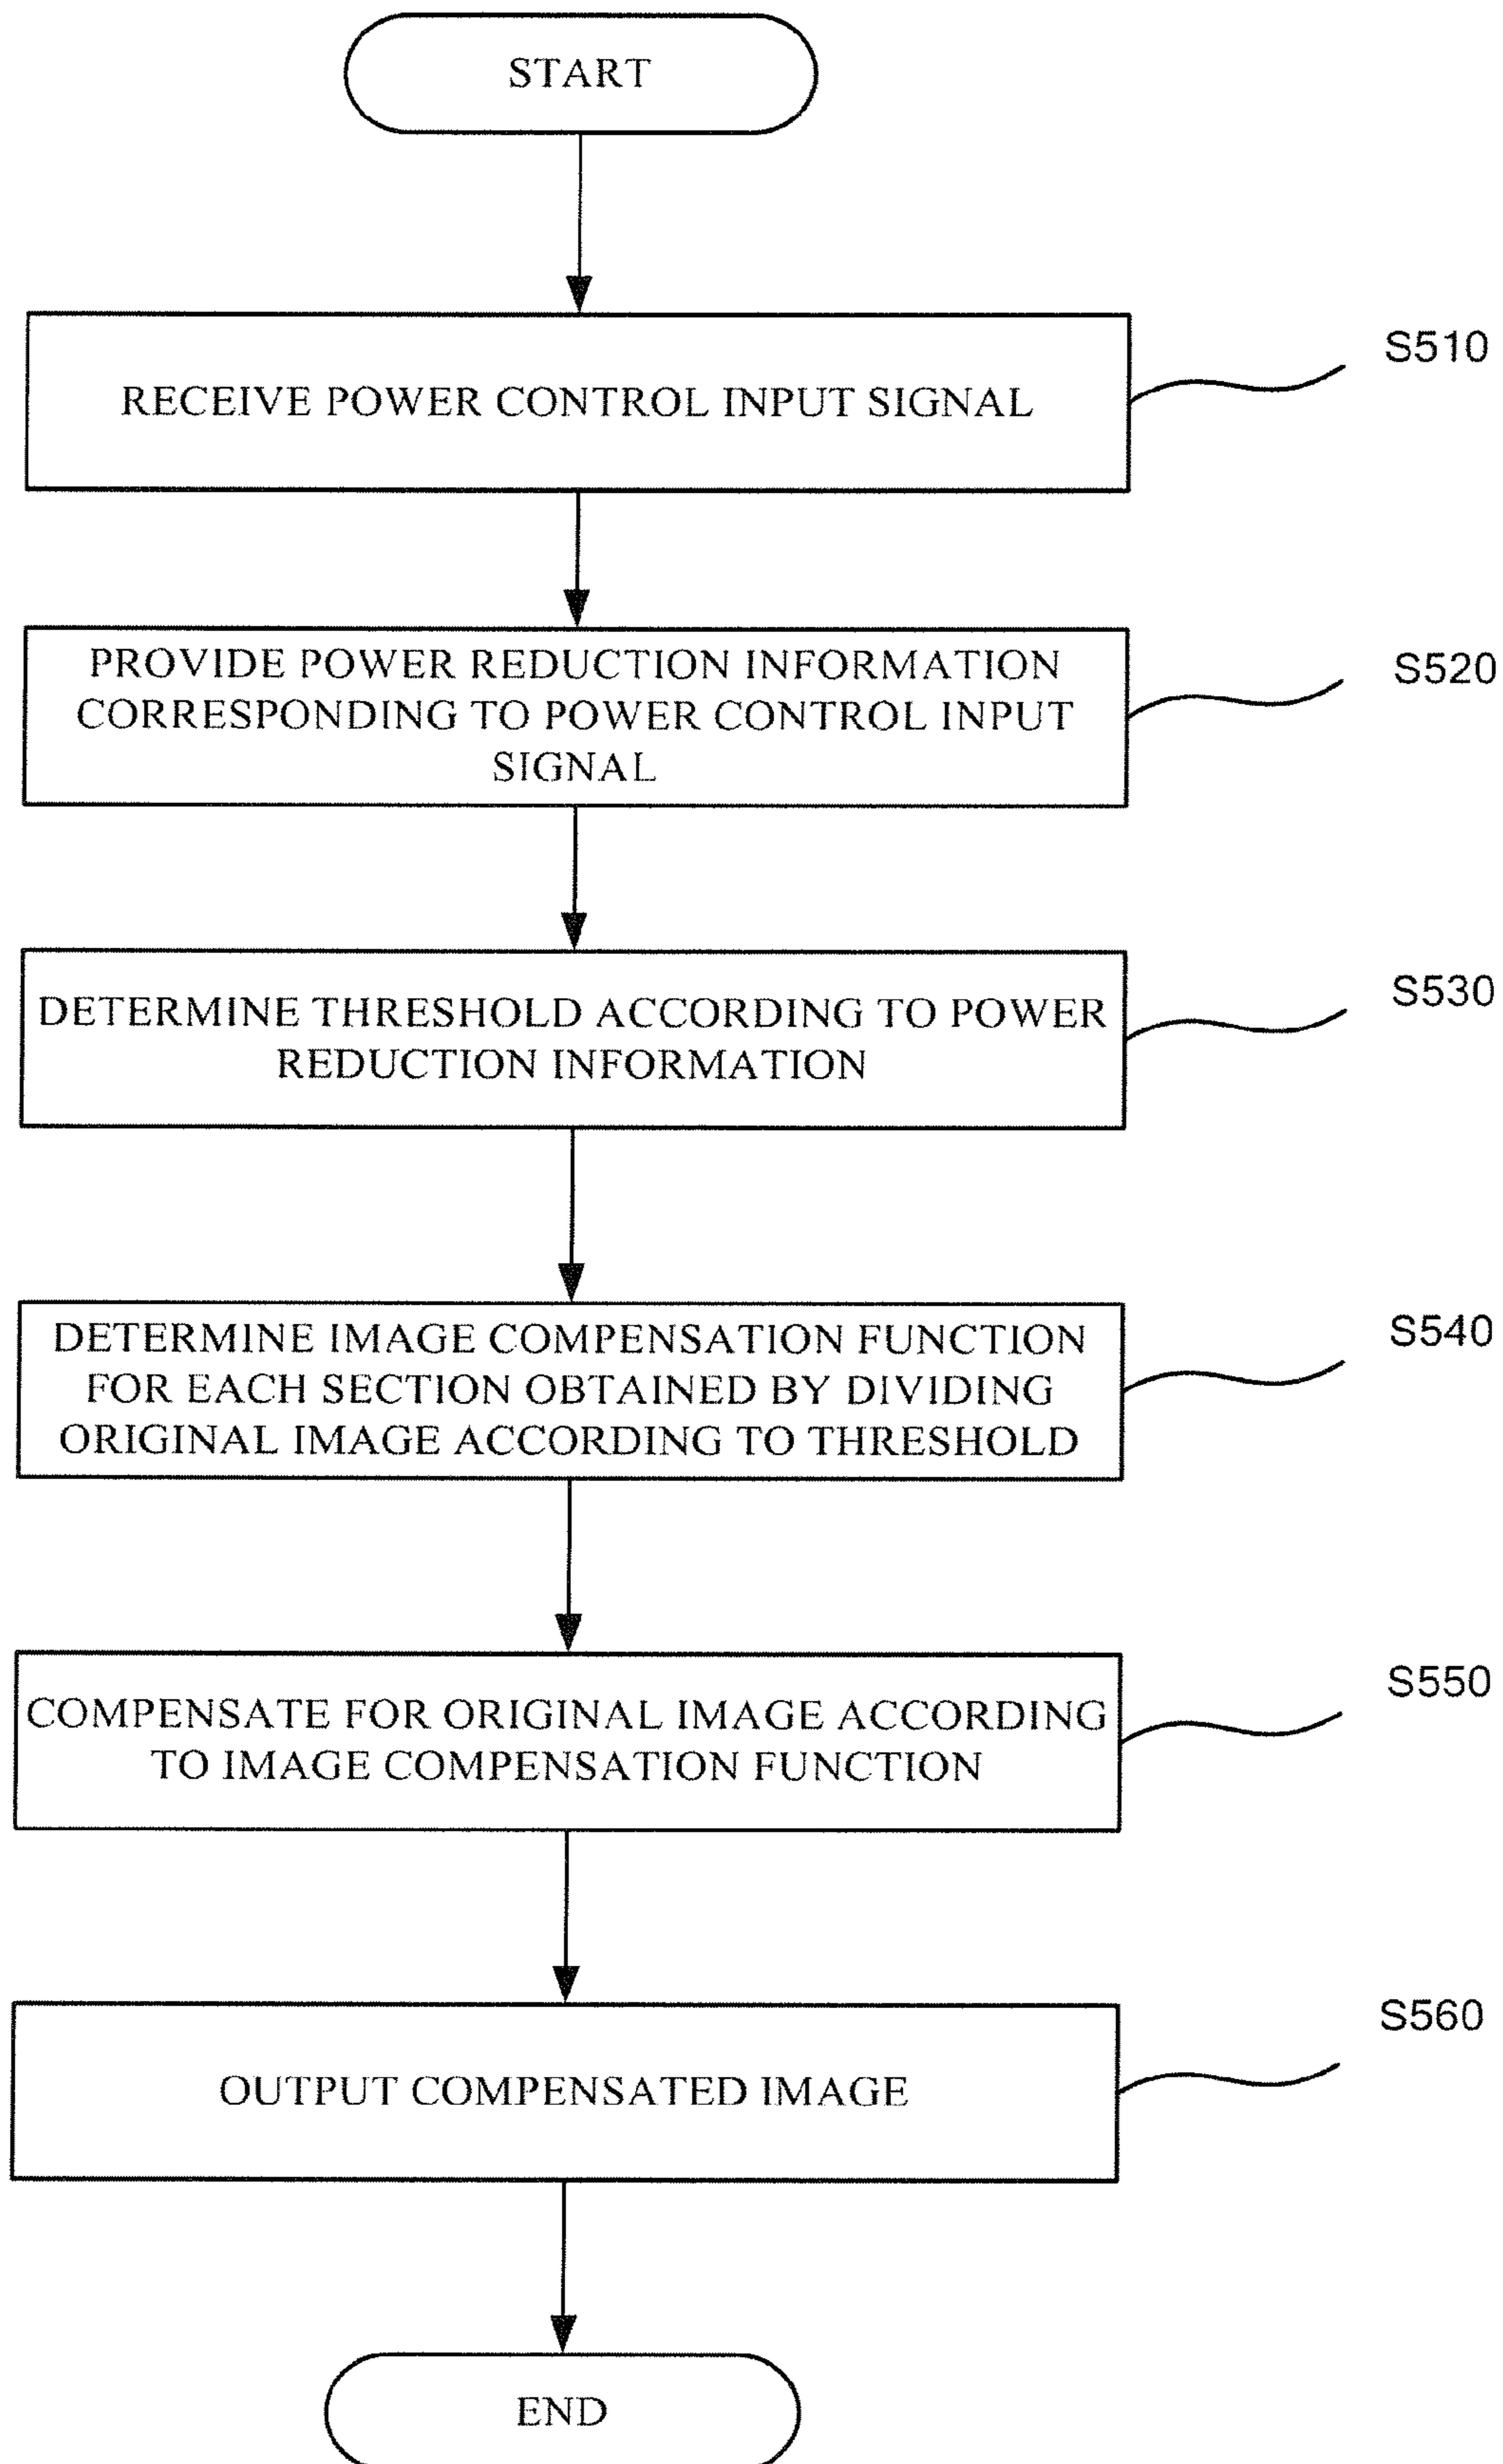 START
RECEIVE POWER CONTROL INPUT SIGNAL
S510
PROVIDE POWER REDUCTION INFORMATION
CORRESPONDING TO POWER CONTROL INPUT
SIGNAL
S520
DETERMINE THRESHOLD ACCORDING TO POWER
REDUCTION INFORMATION
S530
DETERMINE IMAGE COMPENSATION FUNCTION
FOR EACH SECTION OBTAINED BY DIVIDING
ORIGINAL IMAGE ACCORDING TO THRESHOLD
S540
COMPENSATE FOR ORIGINAL IMAGE ACCORDING
TO IMAGE COMPENSATION FUNCTION
S550
OUTPUT COMPENSATED IMAGE
S560
END